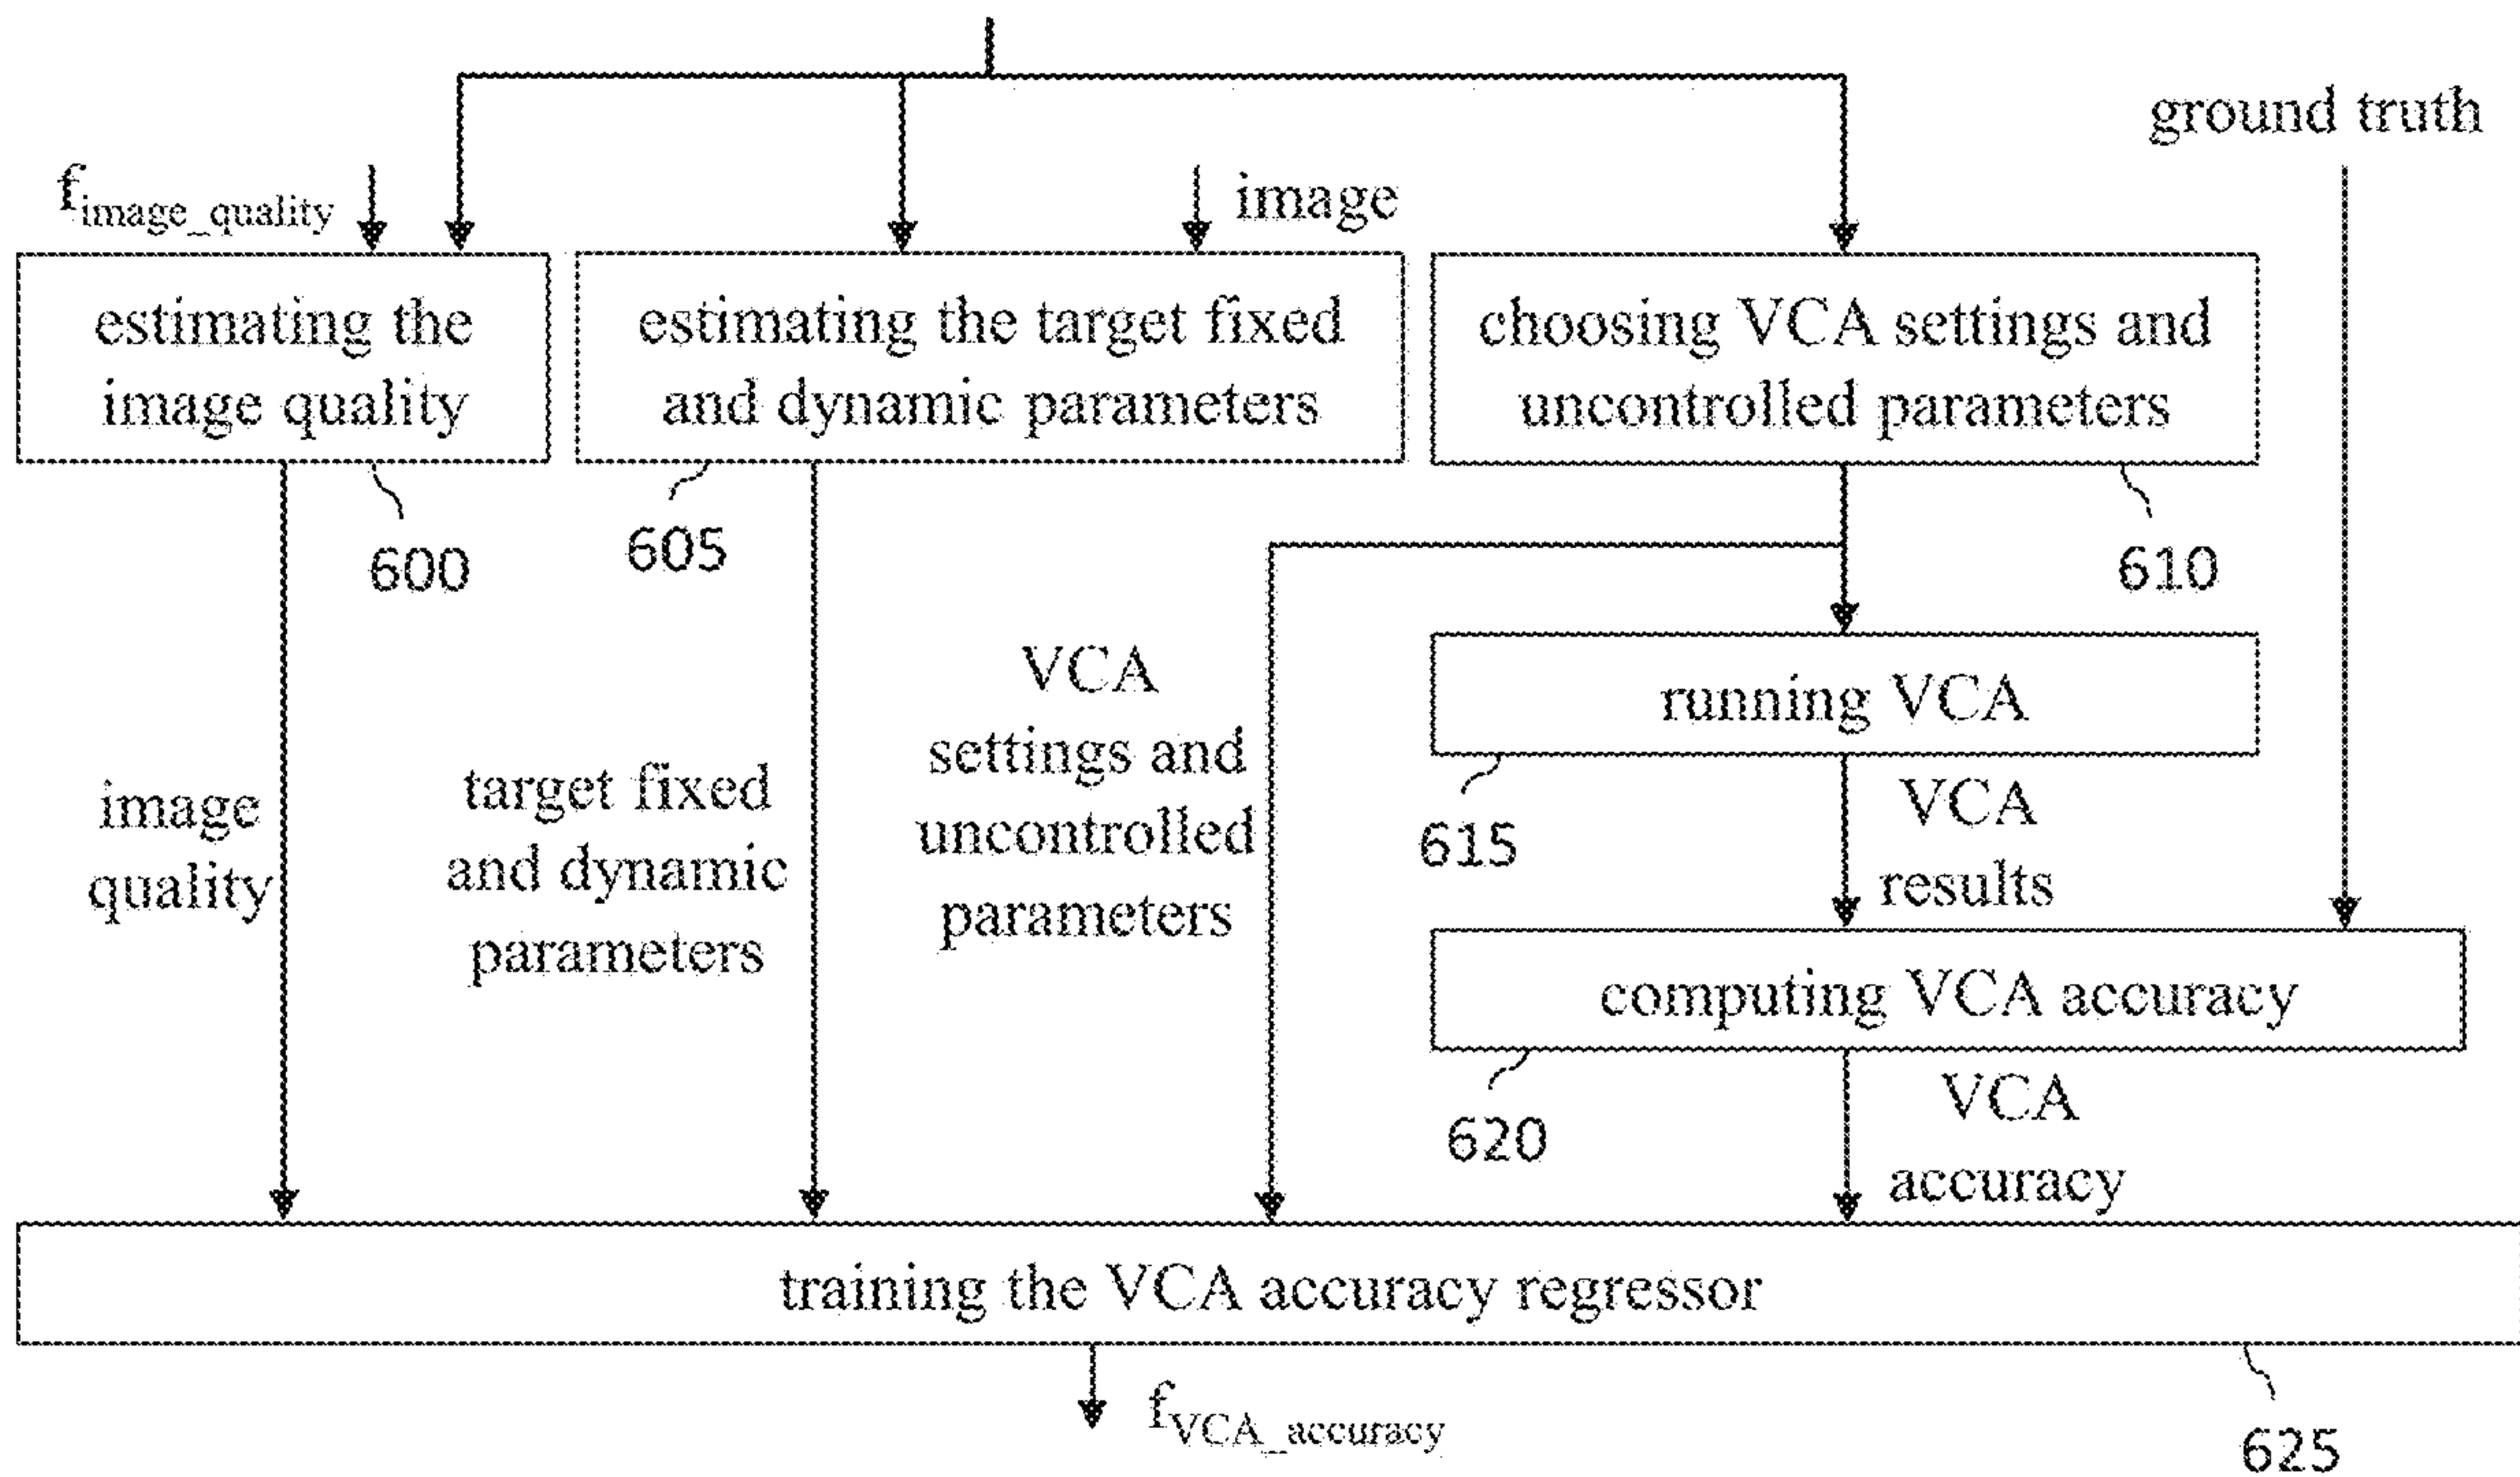 ground truth
f_image_quality
image
estimating the
image quality
estimating the target fixed
and dynamic parameters
choosing VCA settings and
uncontrolled parameters
600
605
610
running VCA
615
VCA
results
VCA
settings and
uncontrolled
parameters
target fixed
and dynamic
parameters
image
quality
computing VCA accuracy
620
VCA
accuracy
training the VCA accuracy regressor
f_VCA_accuracy
625